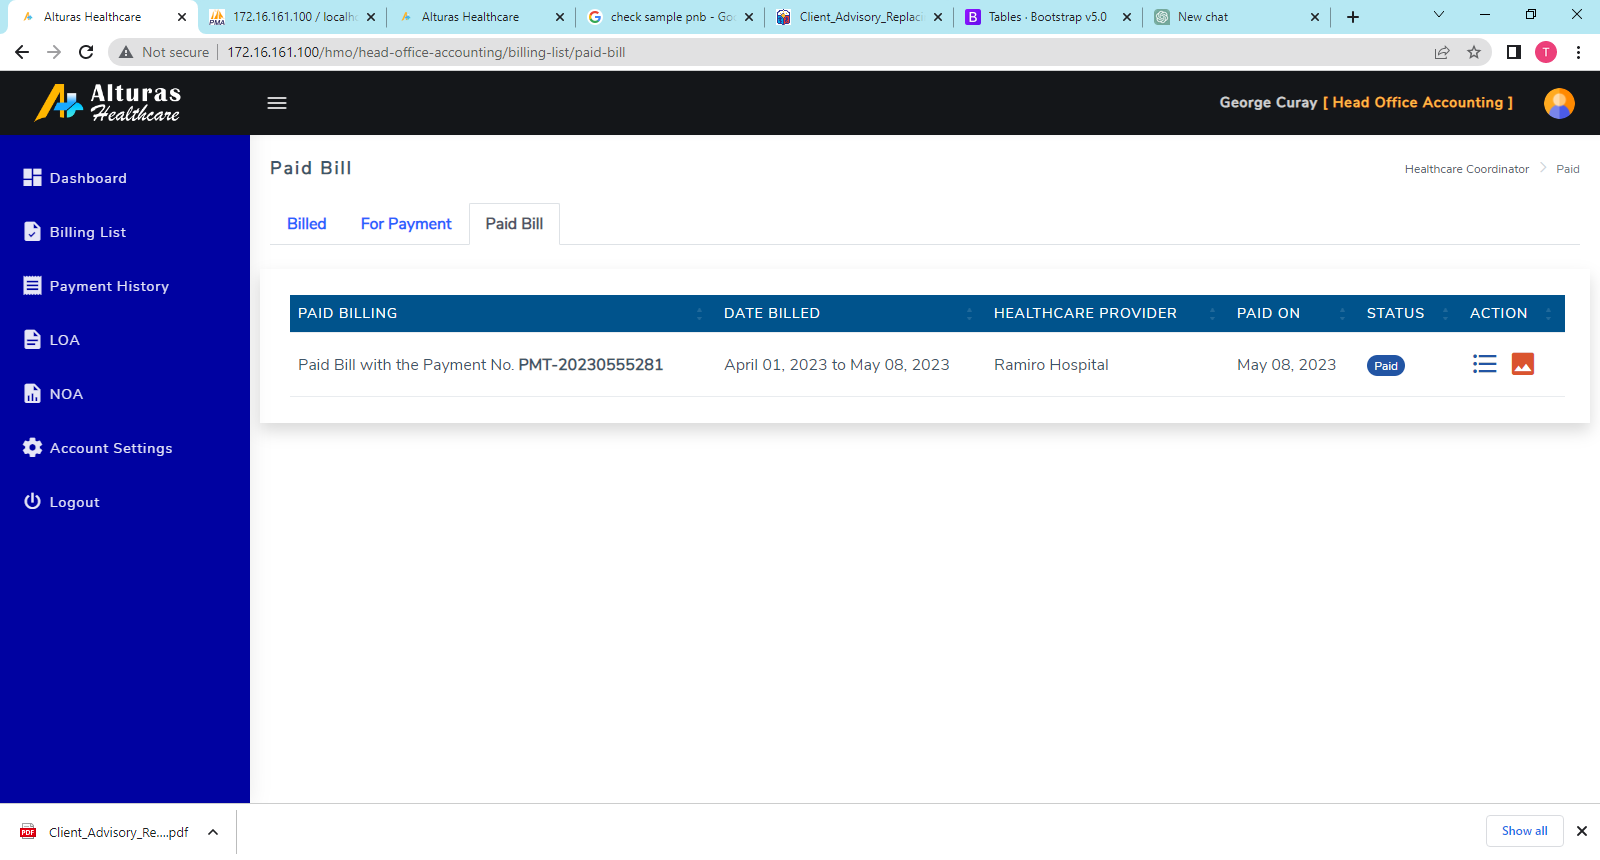 Alturas Healthcare
172.16.161.100 / localh
Alturas Healthcare
check sample pnb - Goo
Client_Advisory_Replaci
B Tables · Bootstrap v5.0
New chat
Not secure 172.16.161.100/hmo/head-office-accounting/billing-list/paid-bill
T
Alturas
Healthcare
George Curay [ Head Office Accounting ]
Dashboard
Billing List
Payment History
LOA
NOA
Account Settings
Logout
Paid Bill
Healthcare Coordinator Paid
Billed For Payment Paid Bill
PAID BILLING DATE BILLED HEALTHCARE PROVIDER PAID ON STATUS ACTION
Paid Bill with the Payment No. PMT-20230555281 April 01, 2023 to May 08, 2023 Ramiro Hospital May 08, 2023 Paid
PDF Client_Advisory_Re....pdf
Show all